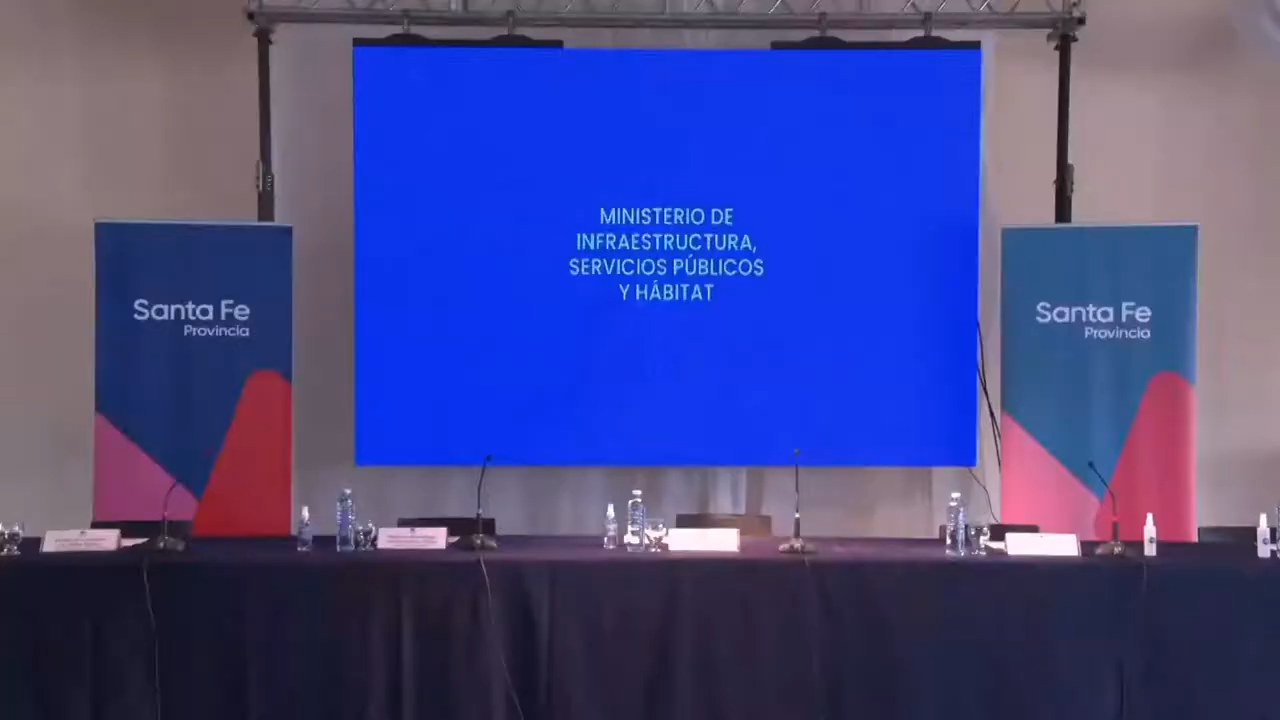 MINISTERIO DE
INFRAESTRUCTURA,
SERVICIOS PÚBLICOS
Y HÁBITAT
Santa Fe
Provincia
Santa Fe
Provincia